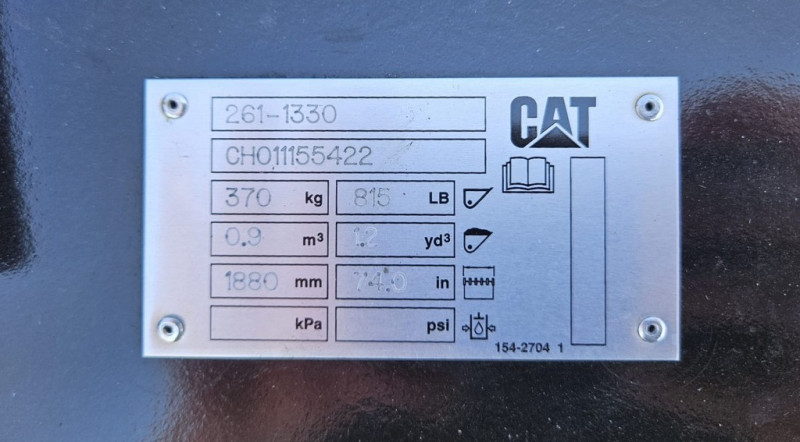 261-1330
CAT
CH011155422
370 kg 815 LB
0.9 m³ 1.2 yd³
1880 mm 74.0 in
kPa psi
154-2704 1